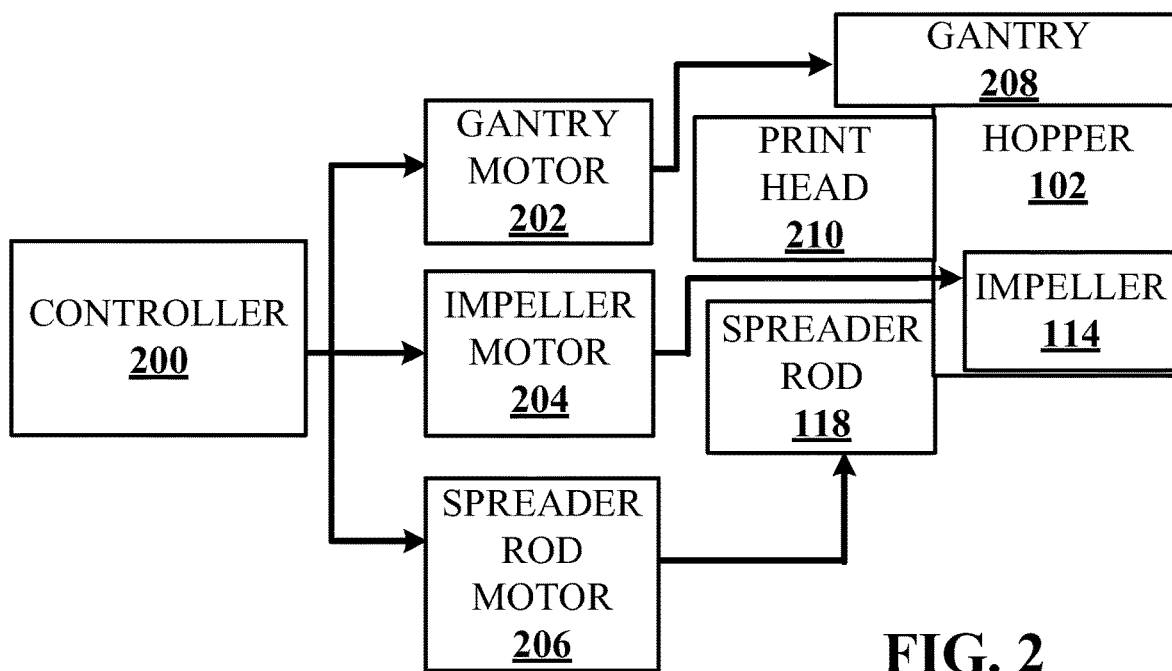 GANTRY
208
GANTRY
MOTOR
202
PRINT
HEAD
210
HOPPER
102
CONTROLLER
200
IMPELLER
MOTOR
204
IMPELLER
114
SPREADER
ROD
118
SPREADER
ROD
MOTOR
206
FIG. 2